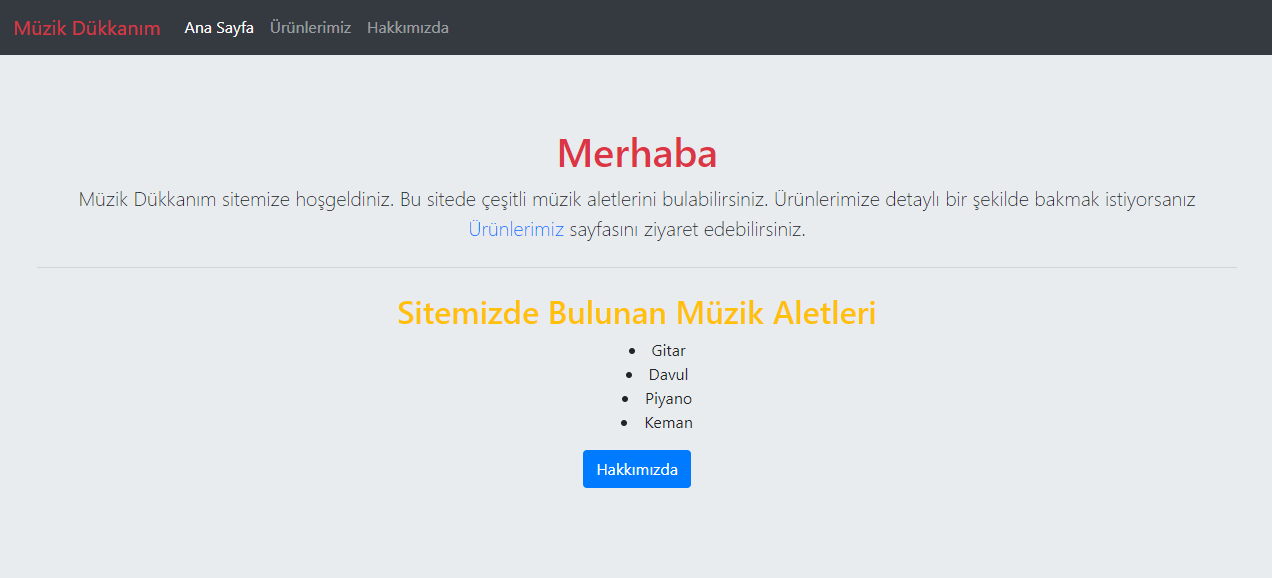 Müzik Dükkanım Ana Sayfa Ürünlerimiz Hakkımızda
Merhaba
Müzik Dükkanım sitemize hoşgeldiniz. Bu sitede çeşitli müzik aletlerini bulabilirsiniz. Ürünlerimize detaylı bir şekilde bakmak istiyorsanız
Ürünlerimiz sayfasını ziyaret edebilirsiniz.
Sitemizde Bulunan Müzik Aletleri
• Gitar
• Davul
• Piyano
• Keman
Hakkımızda